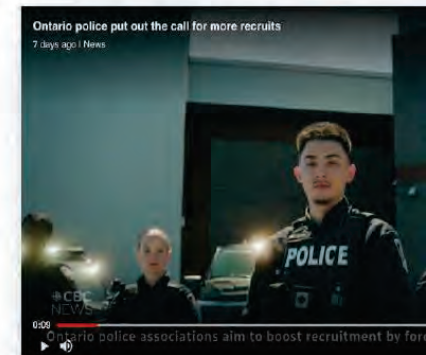 Ontario police put out the call for more recruits
7 days ago | News
POLICE
CBC
NEWS
0:09
Ontario police associations aim to boost recruitment by for